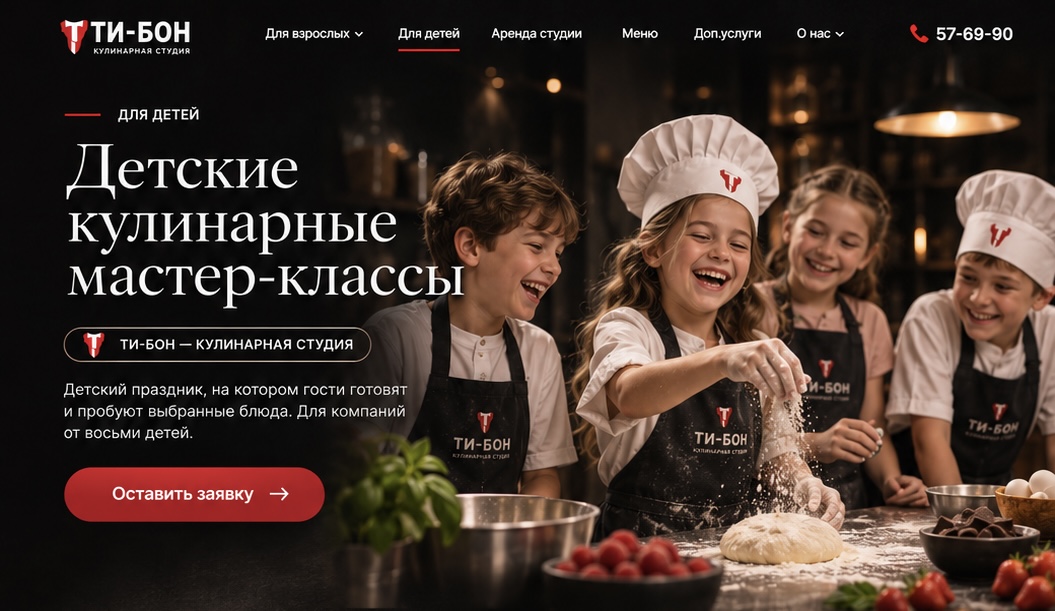 ТИ-БОН
КУЛИНАРНАЯ СТУДИЯ
Для взрослых
Для детей
Аренда студии
Меню
Доп.услуги
О нас
57-69-90
ДЛЯ ДЕТЕЙ
Детские
кулинарные
мастер-классы
ТИ-БОН — КУЛИНАРНАЯ СТУДИЯ
Детский праздник, на котором гости готовят
и пробуют выбранные блюда. Для компаний
от восьми детей.
Оставить заявку
ТИ-БОН
КУЛИНАРНАЯ СТУДИЯ
ТИ-БОН
КУЛИНАРНАЯ СТУДИЯ
ТИ-БОН
ТИ-БОН